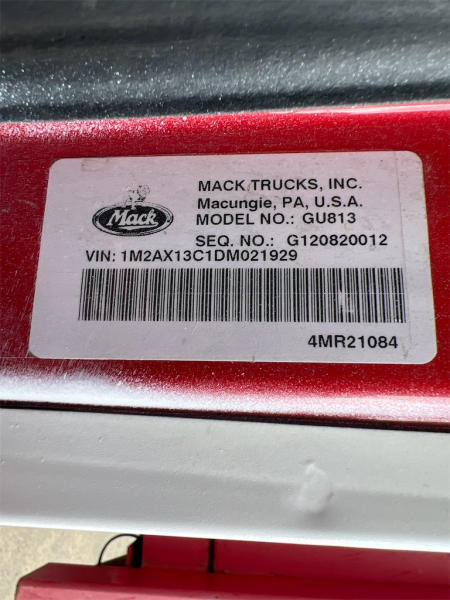 MACK TRUCKS, INC.
Macungie, PA, U.S.A.
Mack
MODEL NO.: GU813
SEQ. NO.: G120820012
VIN: 1M2AX13C1DM021929
4MR21084